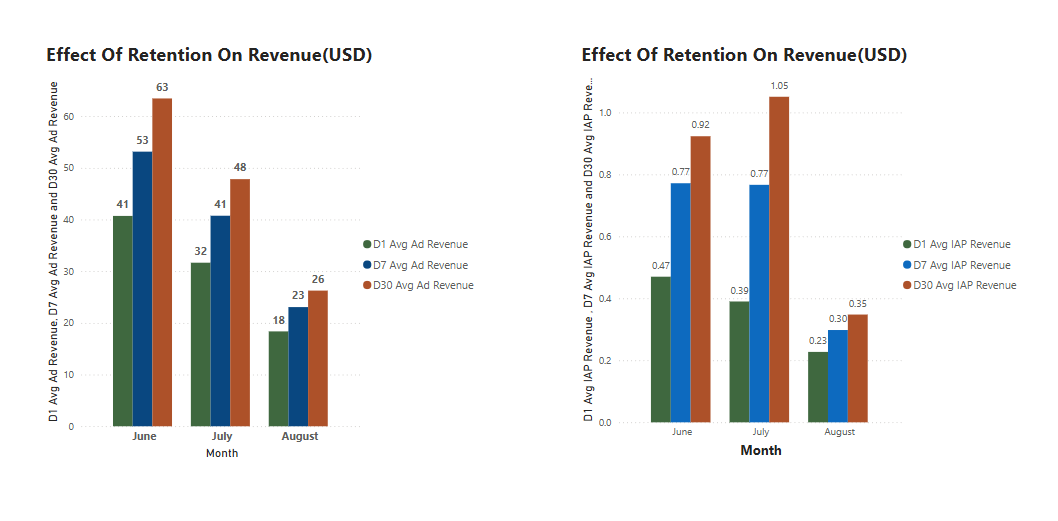 Effect Of Retention On Revenue(USD)
D1 Avg Ad Revenue, D7 Avg Ad Revenue and D30 Avg Ad Revenue
60
50
40
30
20
10
0
41
53
63
32
41
48
18
23
26
June
July
August
Month
D1 Avg Ad Revenue
D7 Avg Ad Revenue
D30 Avg Ad Revenue
Effect Of Retention On Revenue(USD)
D1 Avg IAP Revenue , D7 Avg IAP Revenue and D30 Avg IAP Reve...
1.0
0.8
0.6
0.4
0.2
0.0
0.47
0.77
0.92
0.39
0.77
1.05
0.23
0.30
0.35
June
July
August
Month
D1 Avg IAP Revenue
D7 Avg IAP Revenue
D30 Avg IAP Revenue